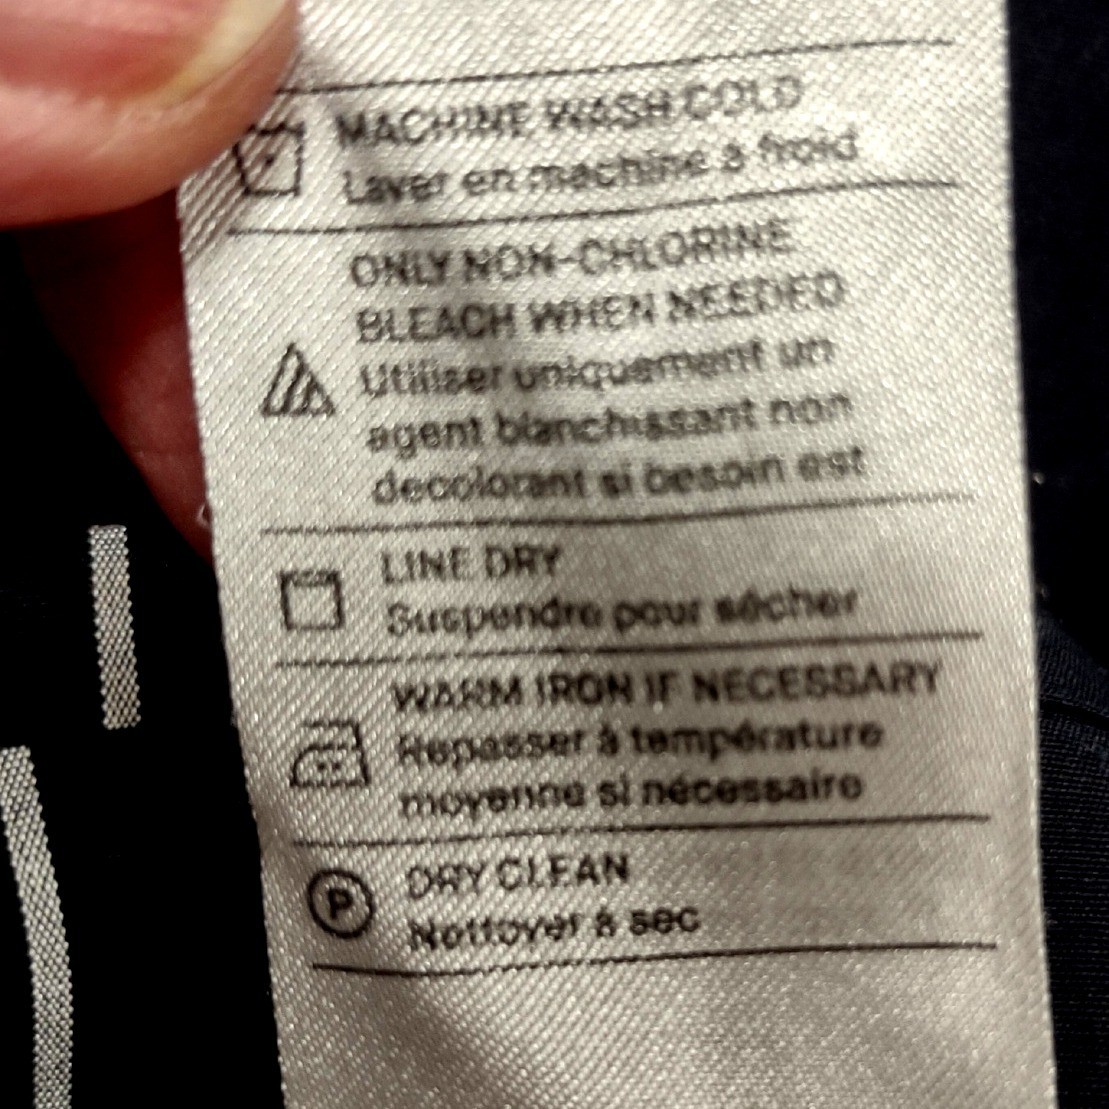 MACHINE WASH COLD
Laver en machine à froid
ONLY NON-CHLORINE
BLEACH WHEN NEEDED
Utiliser uniquement un
agent blanchissant non
decolorant si besoin est
LINE DRY
Suspendre pour sécher
WARM IRON IF NECESSARY
Repasser à température
moyenne si nécessaire
P
DRY CLEAN
Nettoyer à sec